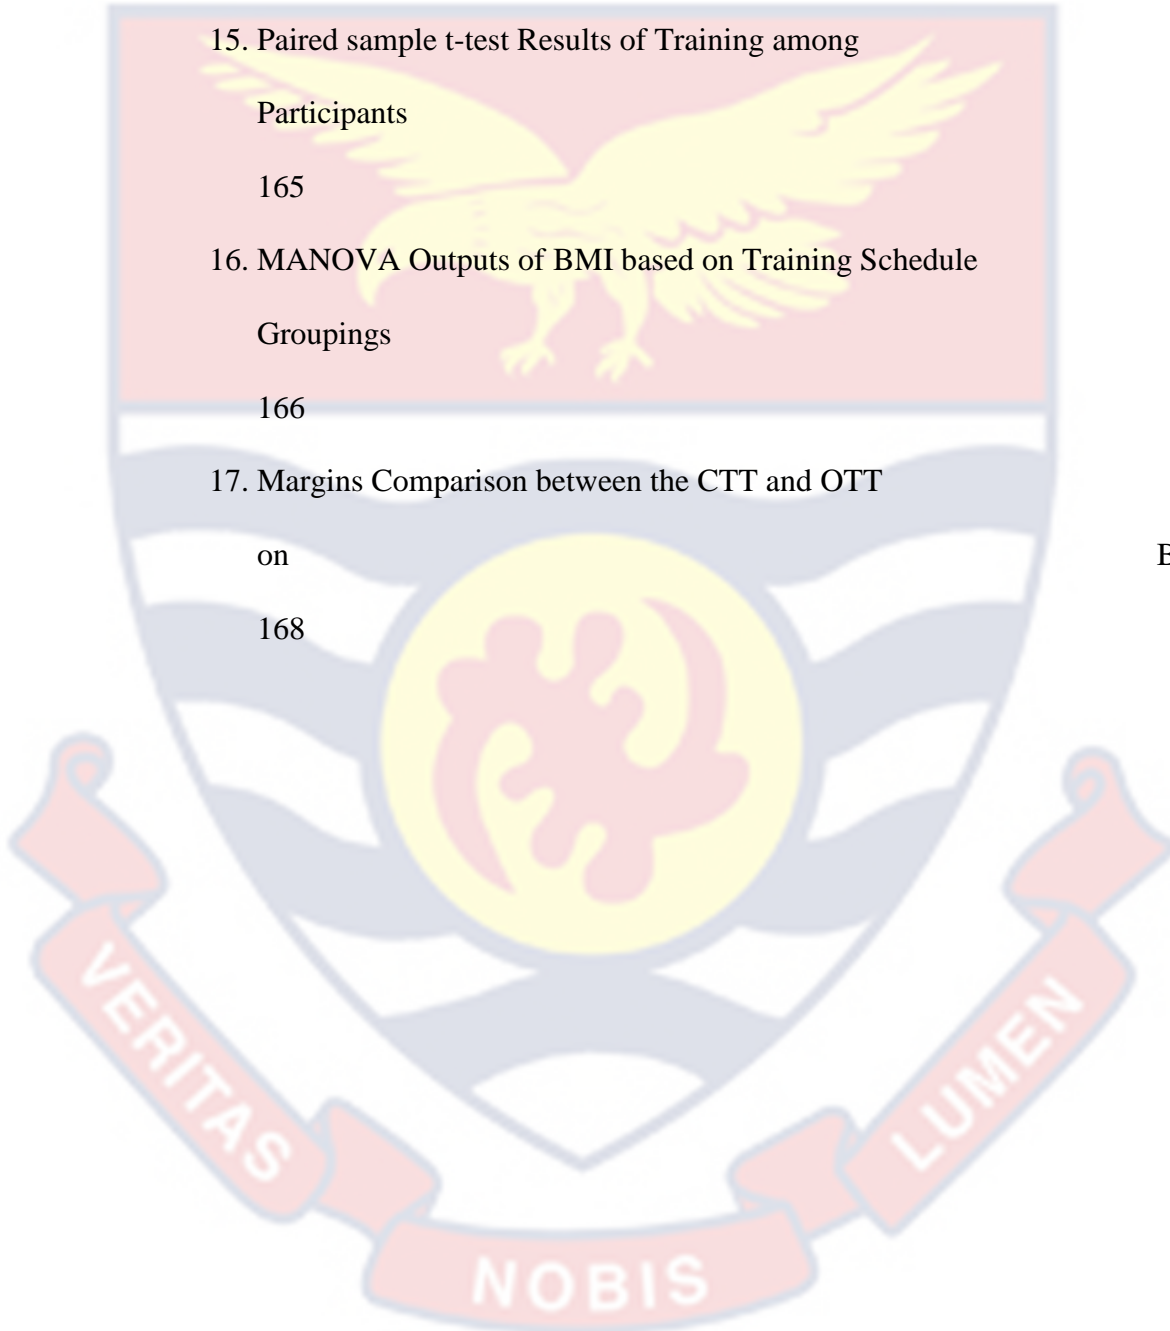 15. Paired sample t-test Results of Training among
Participants
165
16. MANOVA Outputs of BMI based on Training Schedule
Groupings
166
17. Margins Comparison between the CTT and OTT
on B
168
VERITAS
NOBIS
LUMEN